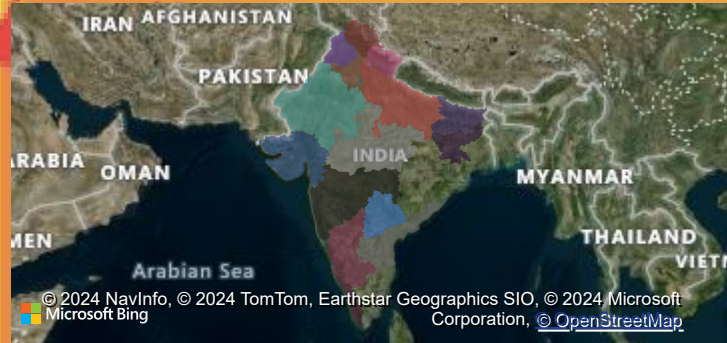 IRAN AFGHANISTAN
PAKISTAN
ARABIA
OMAN
INDIA
MYANMAR
MEN
THAILAND
VIETN
Arabian Sea
© 2024 NavInfo, © 2024 TomTom, Earthstar Geographics SIO, © 2024 Microsoft
Microsoft Bing
Corporation, © OpenStreetMap